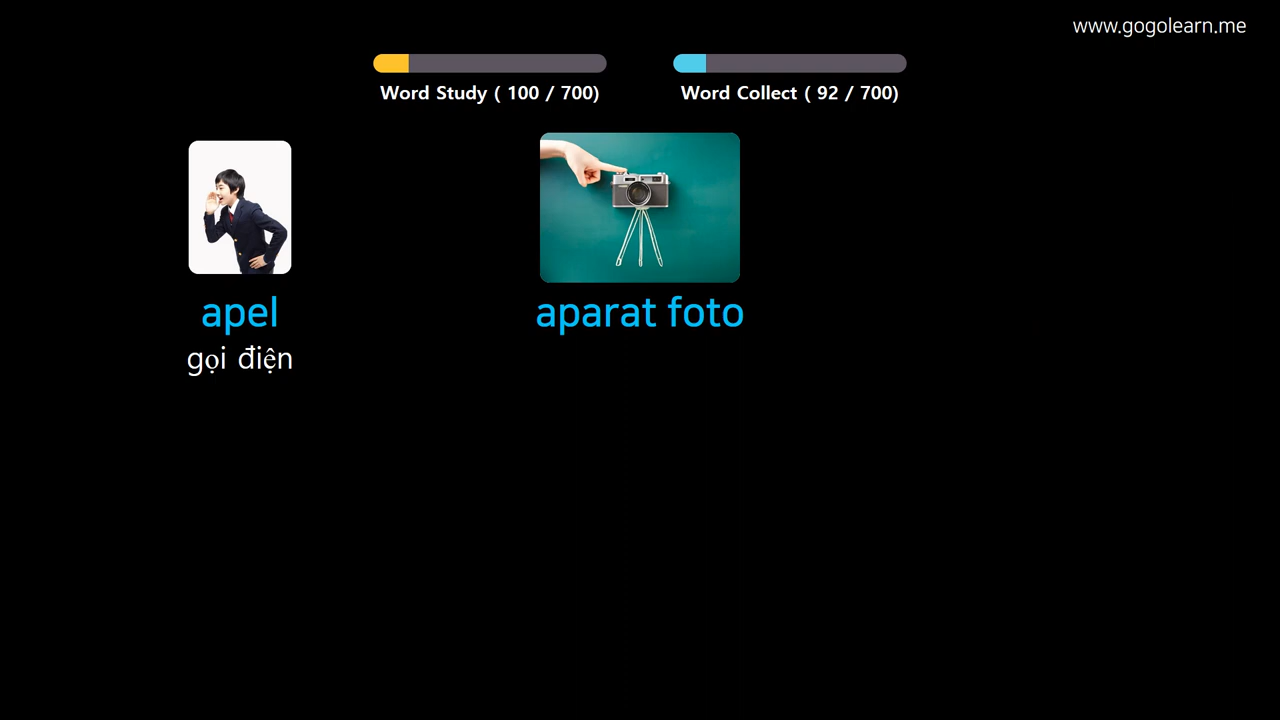 www.gogolearn.me
Word Study ( 100 / 700)
Word Collect ( 92 / 700)
apel
aparat foto
gọi điện